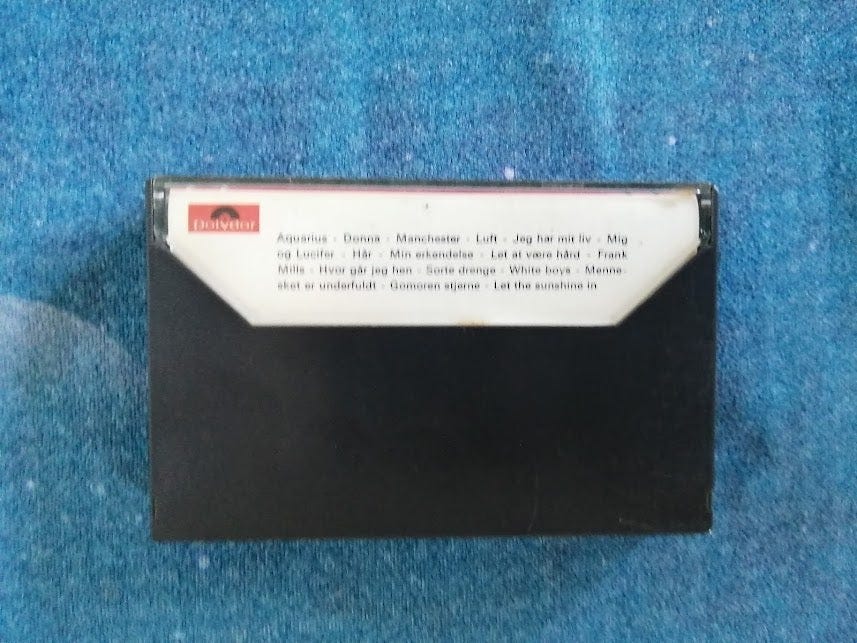 polydor
Aquarius - Donna - Manchester - Luft - Jeg har mit liv - Mig
og Lucifer - Hår - Min erkendelse - Let at være hård - Frank
Mills - Hvor går jeg hen - Sorte drenge - White boys - Menne-
sket er underfuldt - Gomoren stjerne - Let the sunshine in